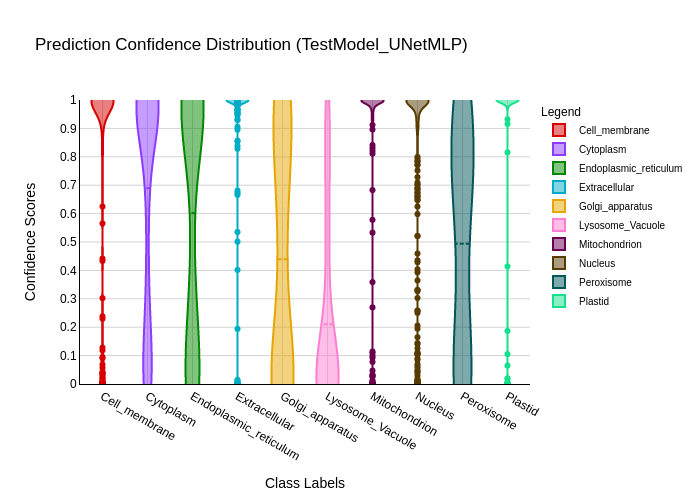 Prediction Confidence Distribution (TestModel_UNetMLP)
Legend
Cell_membrane
Cytoplasm
Endoplasmic_reticulum
Extracellular
Golgi_apparatus
Lysosome_Vacuole
Mitochondrion
Nucleus
Peroxisome
Plastid
Confidence Scores
1
0.9
0.8
0.7
0.6
0.5
0.4
0.3
0.2
0.1
0
Cell_membrane
Cytoplasm
Endoplasmic_reticulum
Extracellular
Golgi_apparatus
Lysosome_Vacuole
Mitochondrion
Nucleus
Peroxisome
Plastid
Class Labels